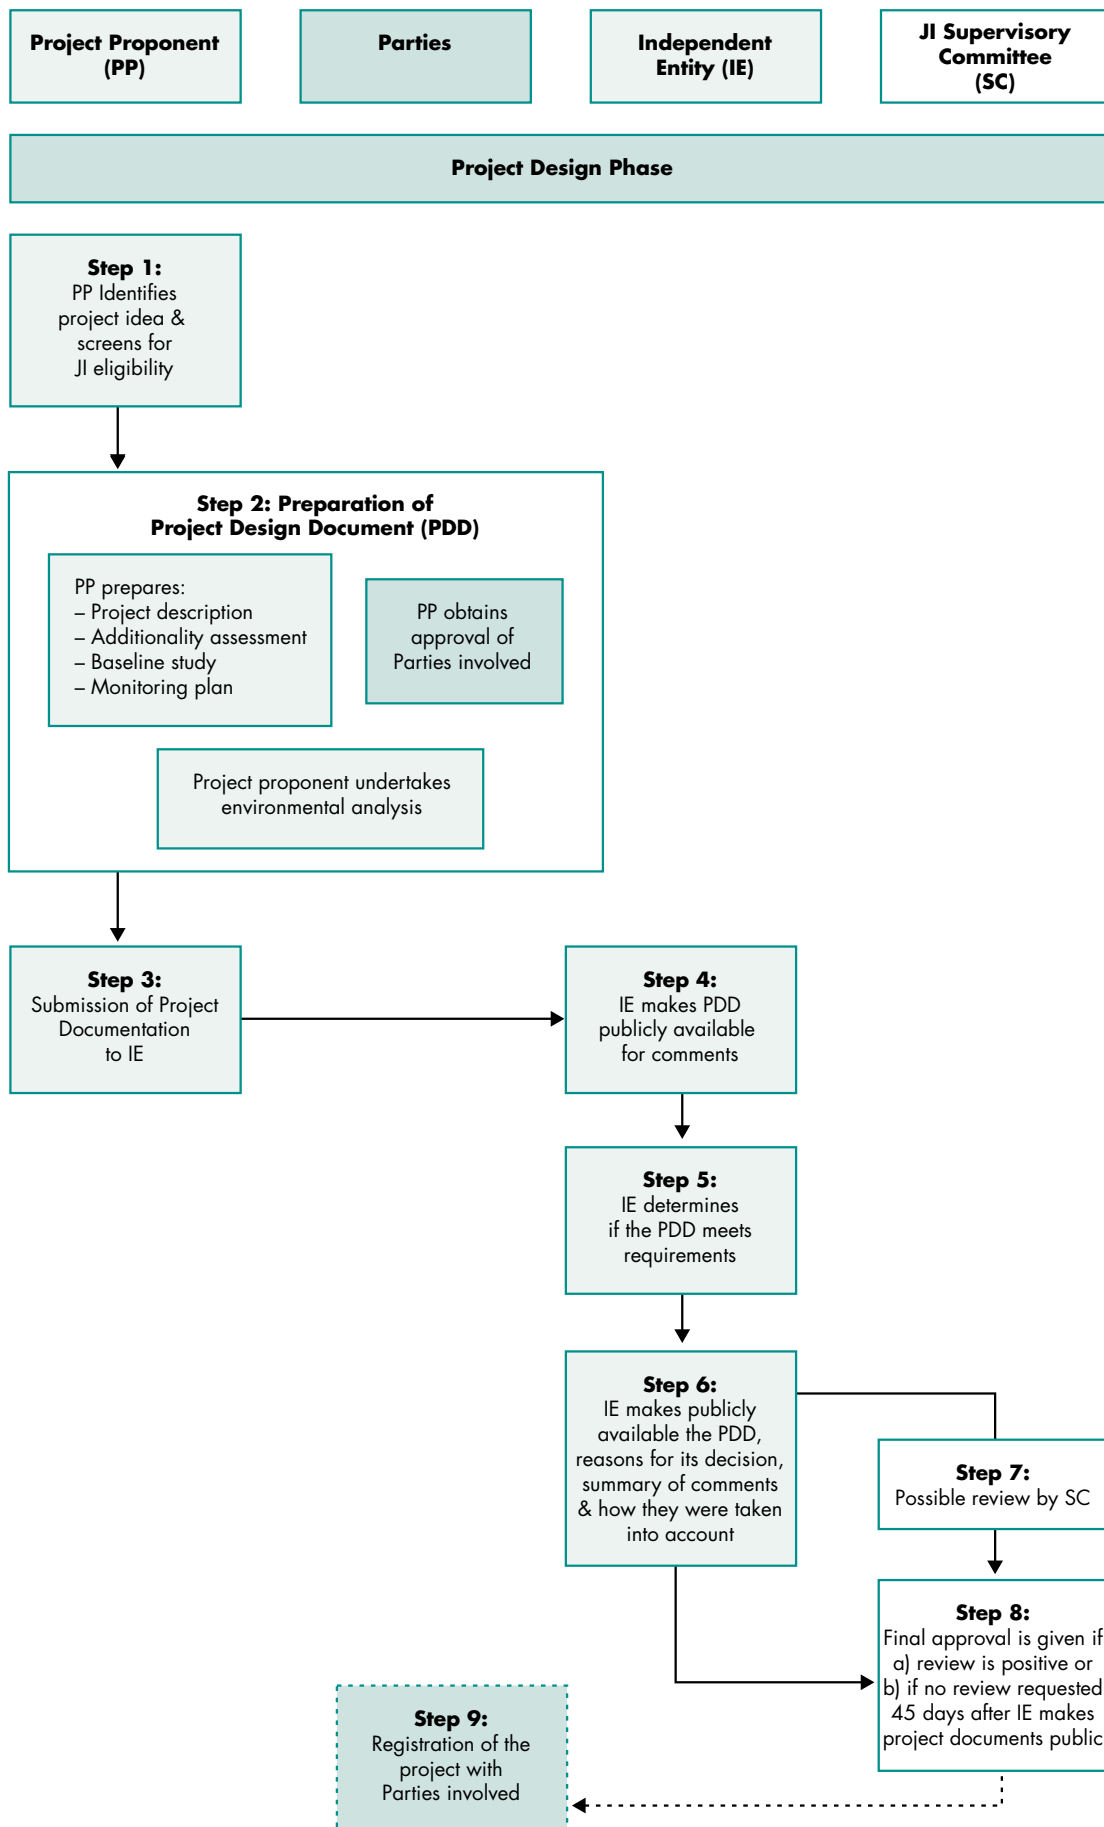 Project Proponent
(PP)
Parties
Independent
Entity (IE)
JI Supervisory
Committee
(SC)
Project Design Phase
Step 1:
PP Identifies
project idea &
screens for
JI eligibility
Step 2: Preparation of
Project Design Document (PDD)
PP prepares:
– Project description
– Additionality assessment
– Baseline study
– Monitoring plan
PP obtains
approval of
Parties involved
Project proponent undertakes
environmental analysis
Step 3:
Submission of Project
Documentation
to IE
Step 4:
IE makes PDD
publicly available
for comments
Step 5:
IE determines
if the PDD meets
requirements
Step 6:
IE makes publicly
available the PDD,
reasons for its decision,
summary of comments
& how they were taken
into account
Step 7:
Possible review by SC
Step 8:
Final approval is given if
a) review is positive or
b) if no review requested
45 days after IE makes
project documents public
Step 9:
Registration of the
project with
Parties involved